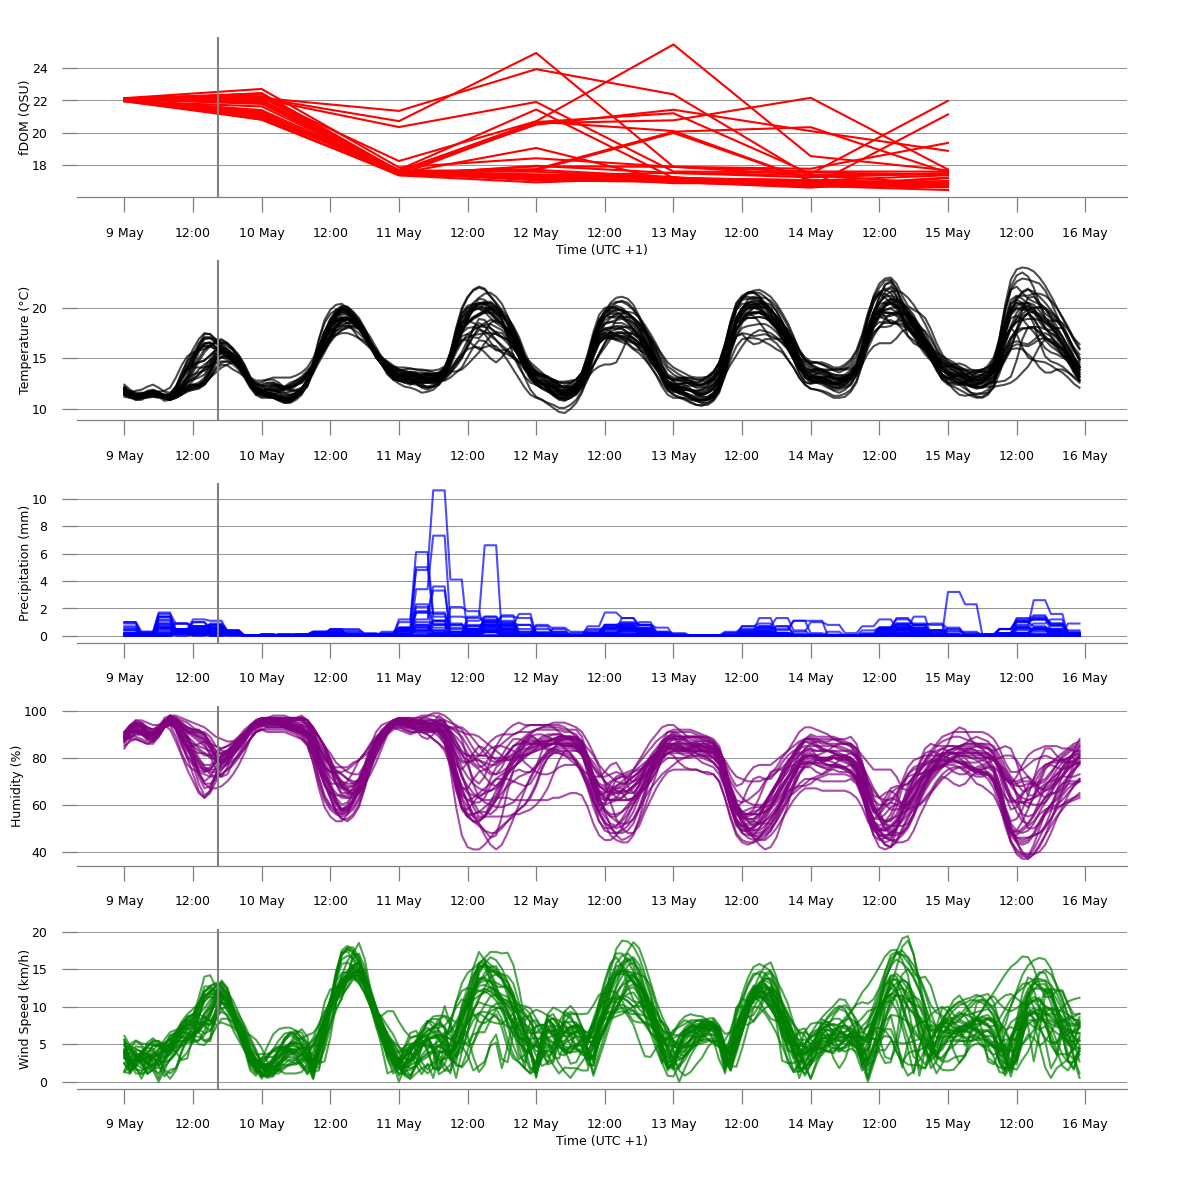 fDOM (QSU)
24
22
20
18
9 May 12:00 10 May 12:00 11 May 12:00 12 May 12:00 13 May 12:00 14 May 12:00 15 May 12:00 16 May
Time (UTC +1)
Temperature (°C)
20
15
10
9 May 12:00 10 May 12:00 11 May 12:00 12 May 12:00 13 May 12:00 14 May 12:00 15 May 12:00 16 May
Precipitation (mm)
10
8
6
4
2
0
9 May 12:00 10 May 12:00 11 May 12:00 12 May 12:00 13 May 12:00 14 May 12:00 15 May 12:00 16 May
Humidity (%)
100
80
60
40
9 May 12:00 10 May 12:00 11 May 12:00 12 May 12:00 13 May 12:00 14 May 12:00 15 May 12:00 16 May
Wind Speed (km/h)
20
15
10
5
0
9 May 12:00 10 May 12:00 11 May 12:00 12 May 12:00 13 May 12:00 14 May 12:00 15 May 12:00 16 May
Time (UTC +1)